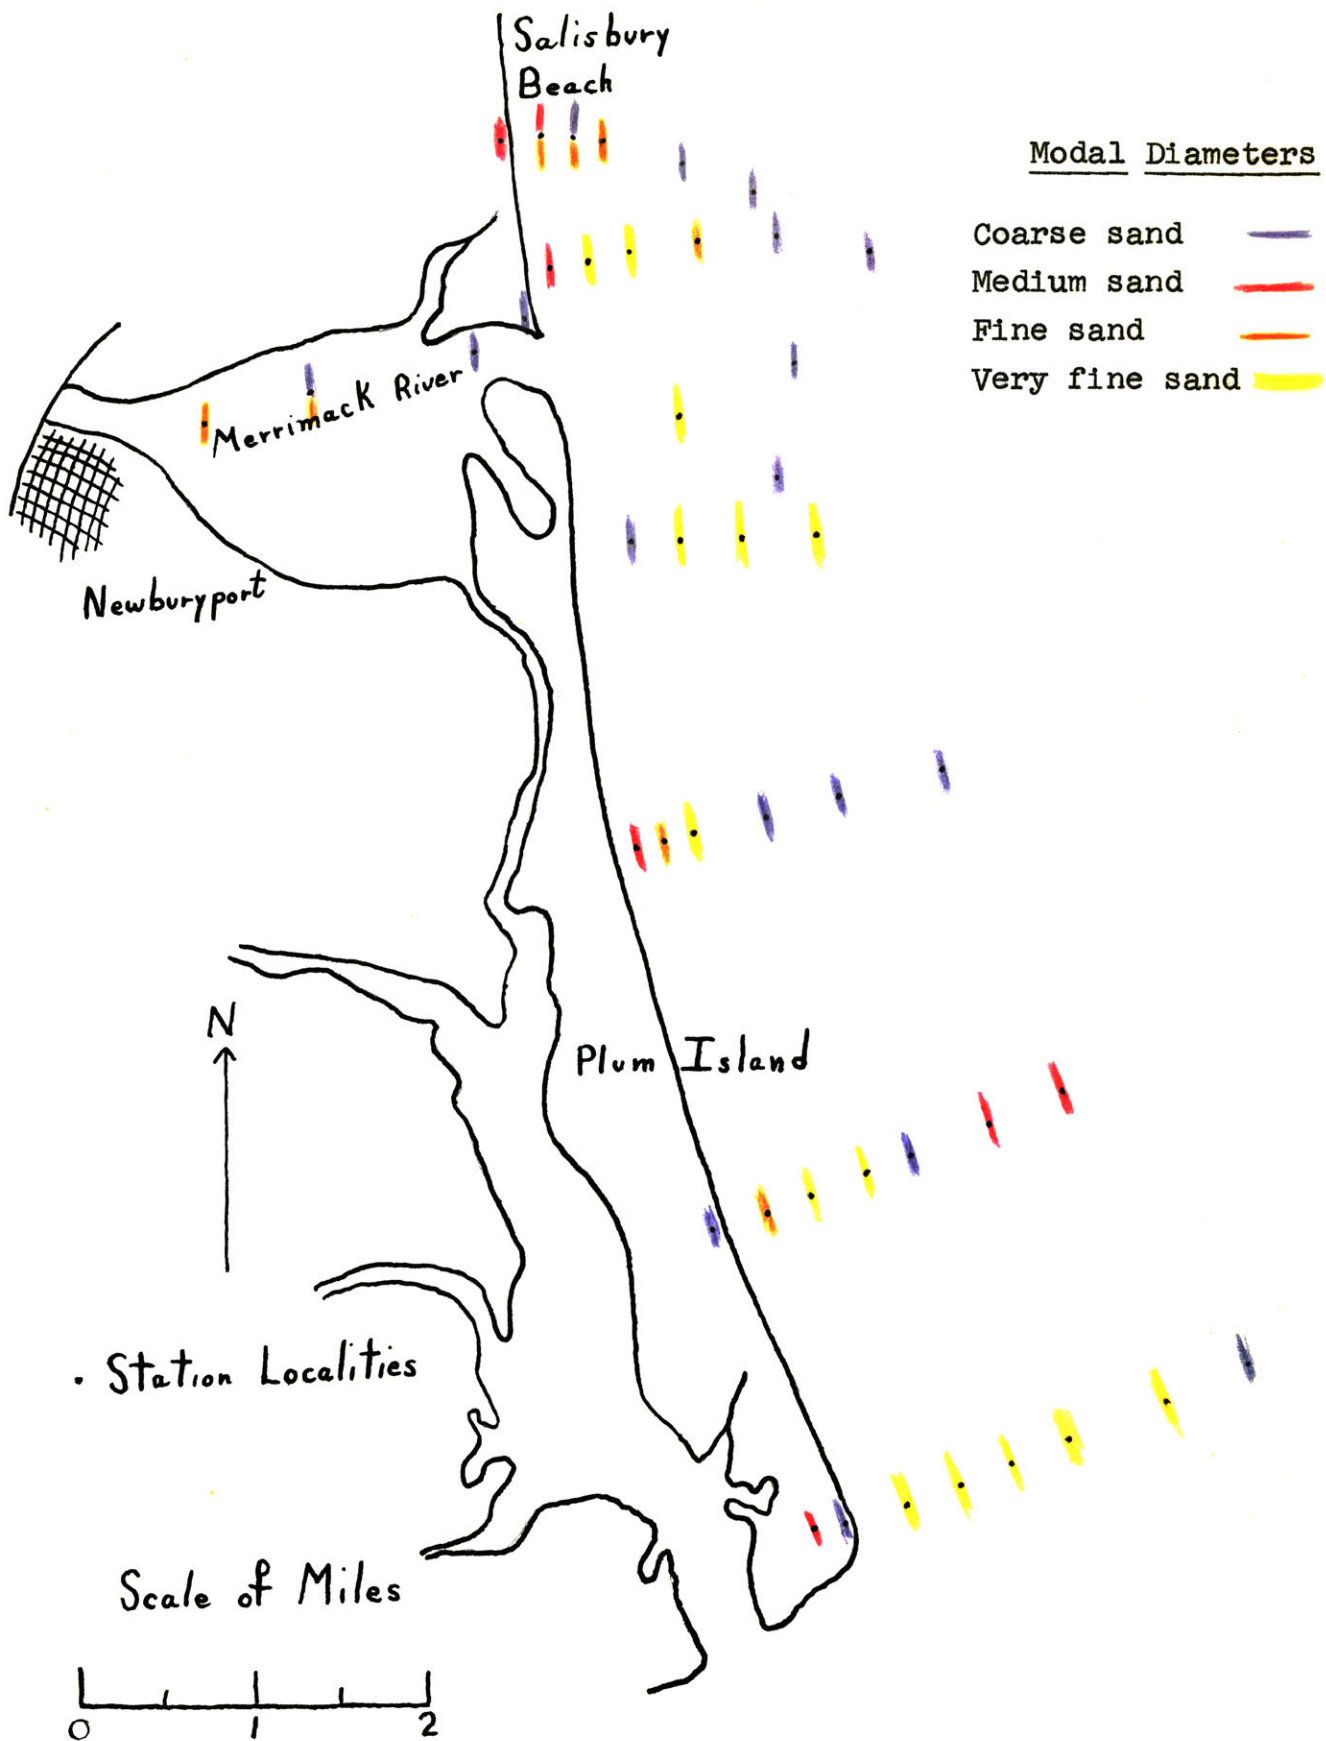 Salisbury
Beach
Modal Diameters
Coarse sand
Medium sand
Fine sand
Very fine sand
Merrimack River
Newburyport
N
Plum Island
. Station Localities
Scale of Miles
0 1 2